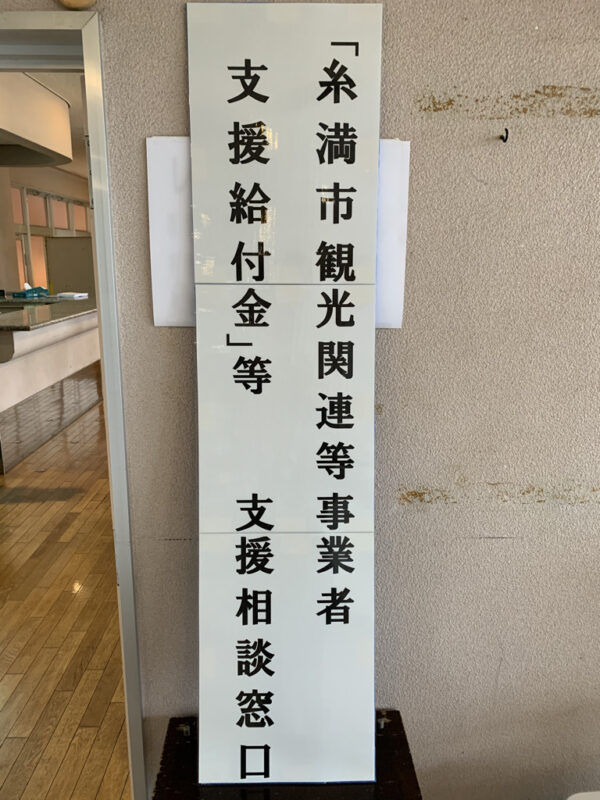 「糸満市観光関連等事業者
支援給付金」等　支援相談窓口